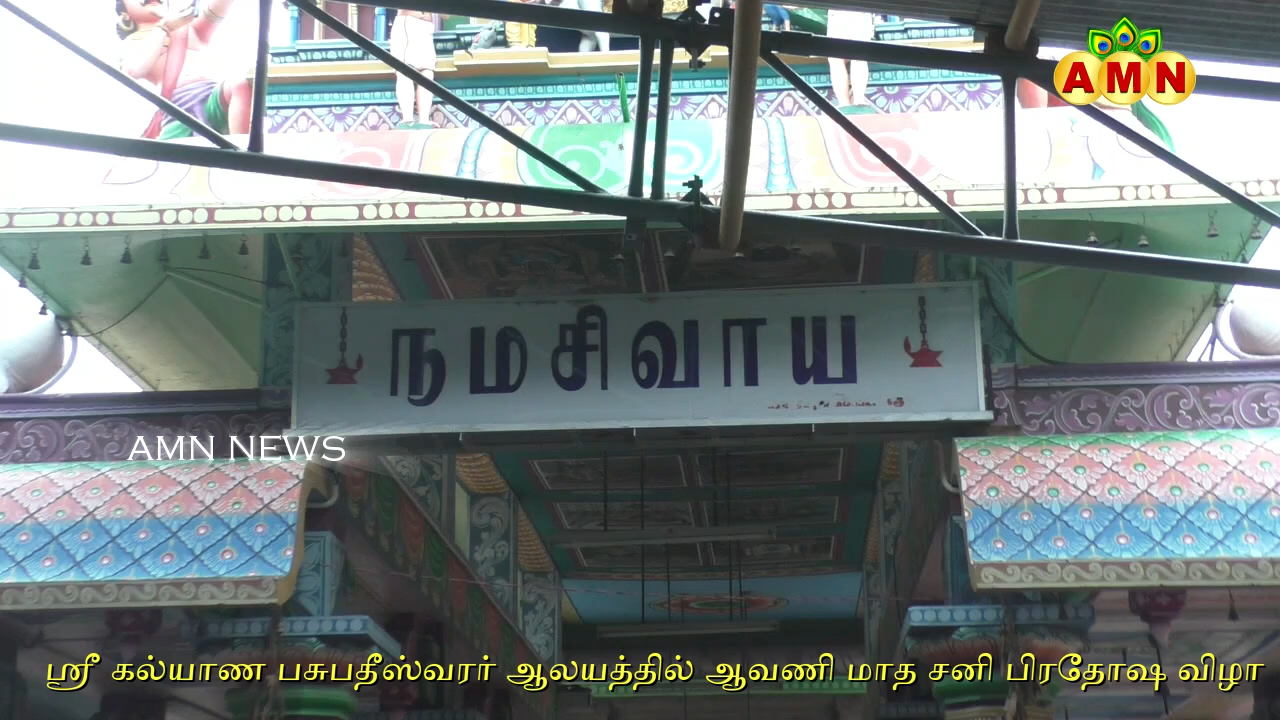 AMN
நமசிவாய
AMN NEWS
ஸ்ரீ கல்யாண பசுபதீஸ்வரர் ஆலயத்தில் ஆவணி மாத சனி பிரதோஷ விழா